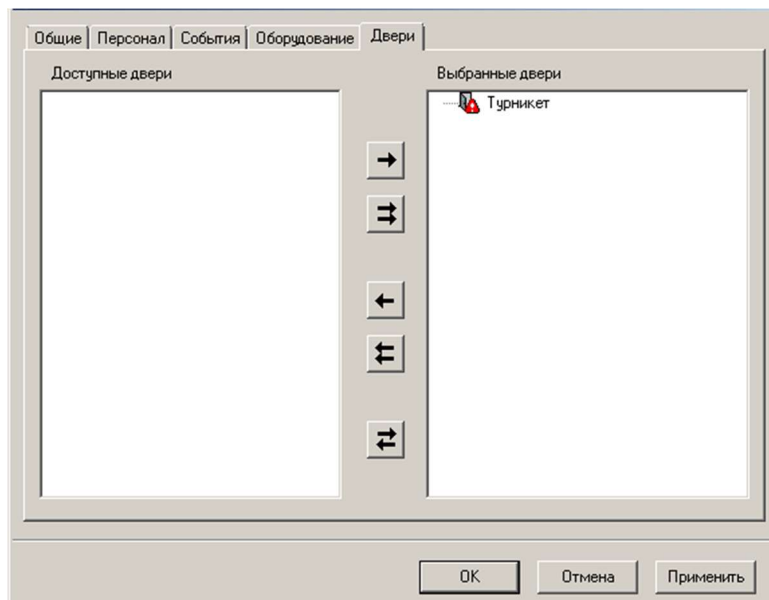 Общие Персонал События Оборудование Двери
Доступные двери Выбранные двери
Турникет
OK Отмена Применить